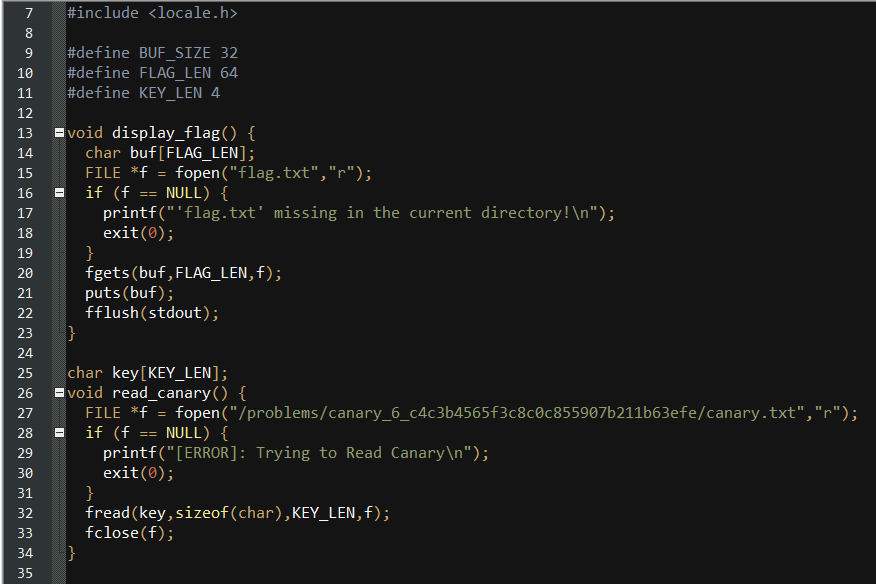 7 #include <locale.h>
8
9 #define BUF_SIZE 32
10 #define FLAG_LEN 64
11 #define KEY_LEN 4
12
13 void display_flag() {
14   char buf[FLAG_LEN];
15   FILE *f = fopen("flag.txt","r");
16   if (f == NULL) {
17     printf("'flag.txt' missing in the current directory!\n");
18     exit(0);
19   }
20   fgets(buf,FLAG_LEN,f);
21   puts(buf);
22   fflush(stdout);
23 }
24
25 char key[KEY_LEN];
26 void read_canary() {
27   FILE *f = fopen("/problems/canary_6_c4c3b4565f3c8c0c855907b211b63efe/canary.txt","r");
28   if (f == NULL) {
29     printf("[ERROR]: Trying to Read Canary\n");
30     exit(0);
31   }
32   fread(key,sizeof(char),KEY_LEN,f);
33   fclose(f);
34 }
35